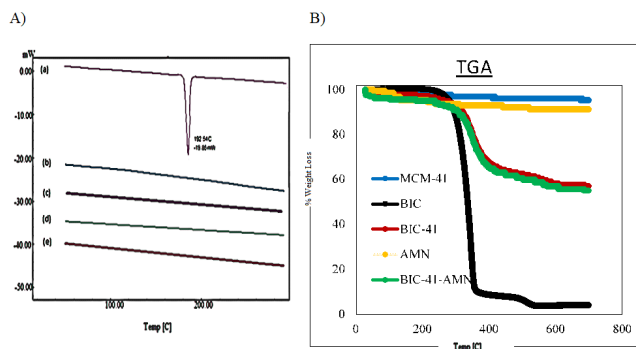 A)
mW
0.00
-10.00
-20.00
-30.00
-40.00
-50.00
(a)
(b)
(c)
(d)
(e)
100.00
200.00
Temp [C]
B)
TGA
% Weight Loss
100
80
60
40
20
0
MCM-41
BIC
BIC-41
AMN
BIC-41-AMN
0
200
400
600
800
Temp [C]